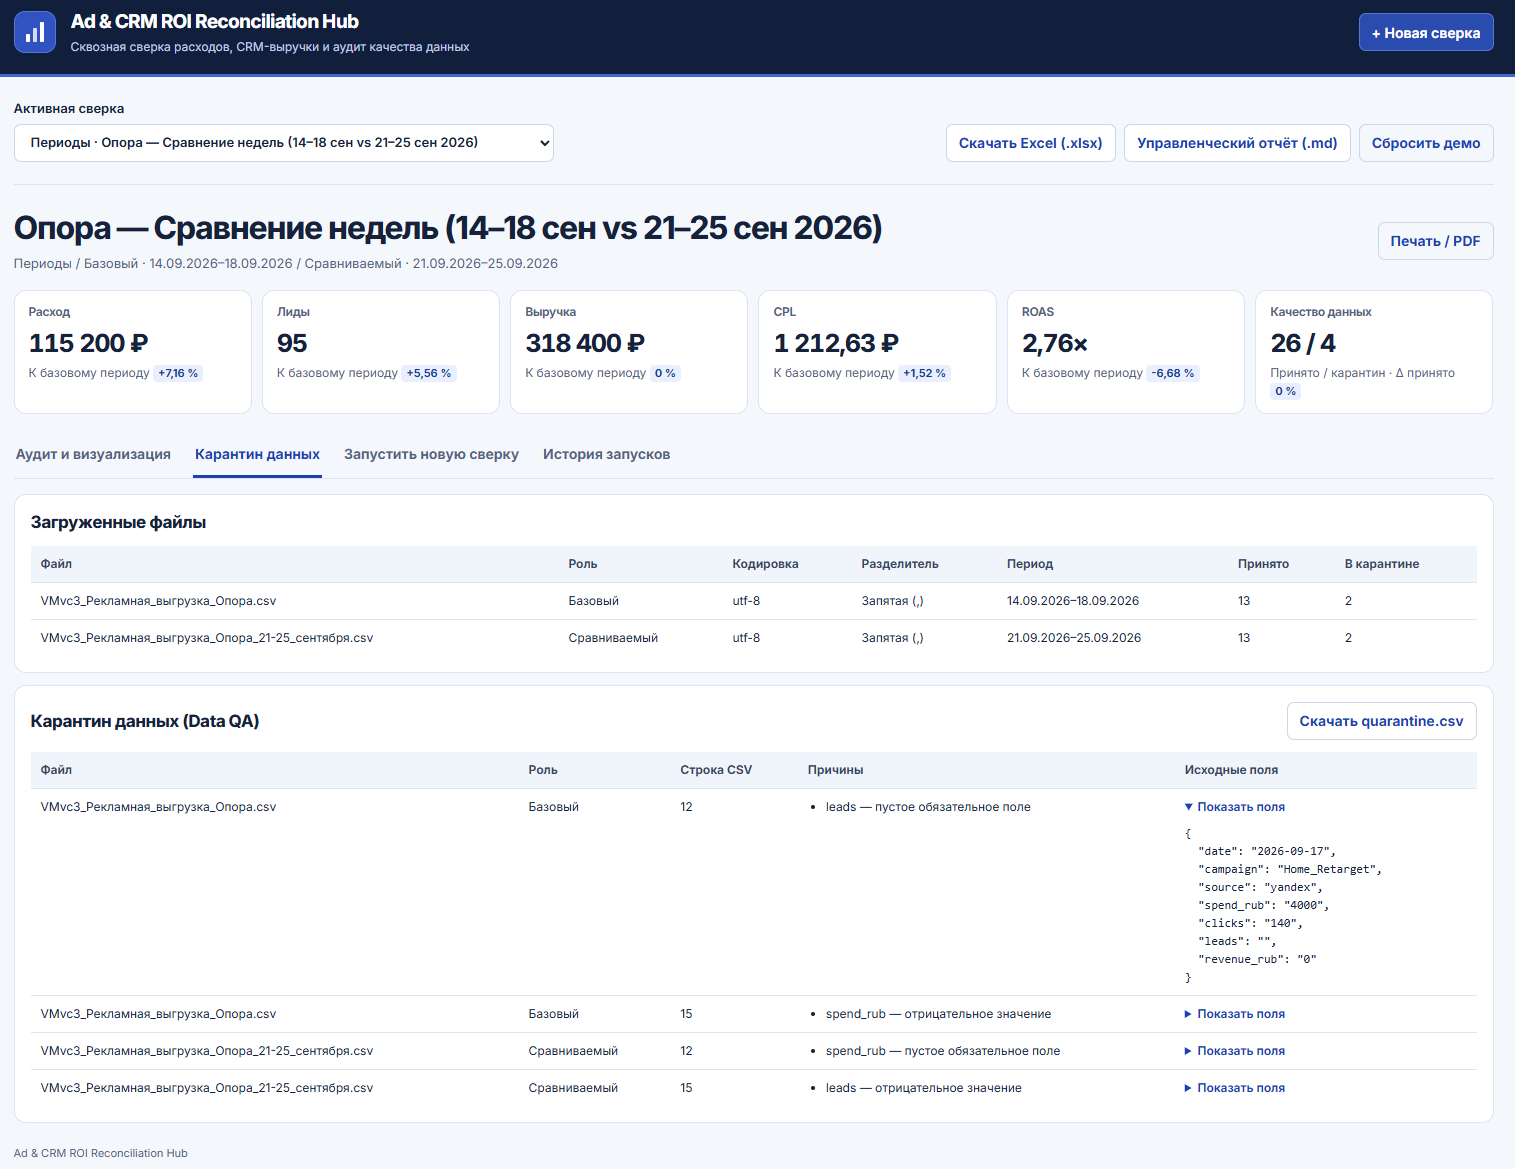 Ad & CRM ROI Reconciliation Hub
Сквозная сверка расходов, CRM-выручки и аудит качества данных
+ Новая сверка
Активная сверка
Периоды · Опора — Сравнение недель (14–18 сен vs 21–25 сен 2026)
Скачать Excel (.xlsx)
Управленческий отчёт (.md)
Сбросить демо
Опора — Сравнение недель (14–18 сен vs 21–25 сен 2026)
Периоды / Базовый · 14.09.2026–18.09.2026 / Сравниваемый · 21.09.2026–25.09.2026
Печать / PDF
Расход
115 200 ₽
К базовому периоду +7,16 %
Лиды
95
К базовому периоду +5,56 %
Выручка
318 400 ₽
К базовому периоду 0 %
CPL
1 212,63 ₽
К базовому периоду +1,52 %
ROAS
2,76×
К базовому периоду -6,68 %
Качество данных
26 / 4
Принято / карантин · Δ принято
0 %
Аудит и визуализация Карантин данных Запустить новую сверку История запусков
Загруженные файлы
Файл Роль Кодировка Разделитель Период Принято В карантине
VMvc3_Рекламная_выгрузка_Опора.csv Базовый utf-8 Запятая (,) 14.09.2026–18.09.2026 13 2
VMvc3_Рекламная_выгрузка_Опора_21-25_сентября.csv Сравниваемый utf-8 Запятая (,) 21.09.2026–25.09.2026 13 2
Карантин данных (Data QA)
Скачать quarantine.csv
Файл Роль Строка CSV Причины Исходные поля
VMvc3_Рекламная_выгрузка_Опора.csv Базовый 12 • leads — пустое обязательное поле ▼ Показать поля
{
"date": "2026-09-17",
"campaign": "Home_Retarget",
"source": "yandex",
"spend_rub": "4000",
"clicks": "140",
"leads": "",
"revenue_rub": "0"
}
VMvc3_Рекламная_выгрузка_Опора.csv Базовый 15 • spend_rub — отрицательное значение ▶ Показать поля
VMvc3_Рекламная_выгрузка_Опора_21-25_сентября.csv Сравниваемый 12 • spend_rub — пустое обязательное поле ▶ Показать поля
VMvc3_Рекламная_выгрузка_Опора_21-25_сентября.csv Сравниваемый 15 • leads — отрицательное значение ▶ Показать поля
Ad & CRM ROI Reconciliation Hub